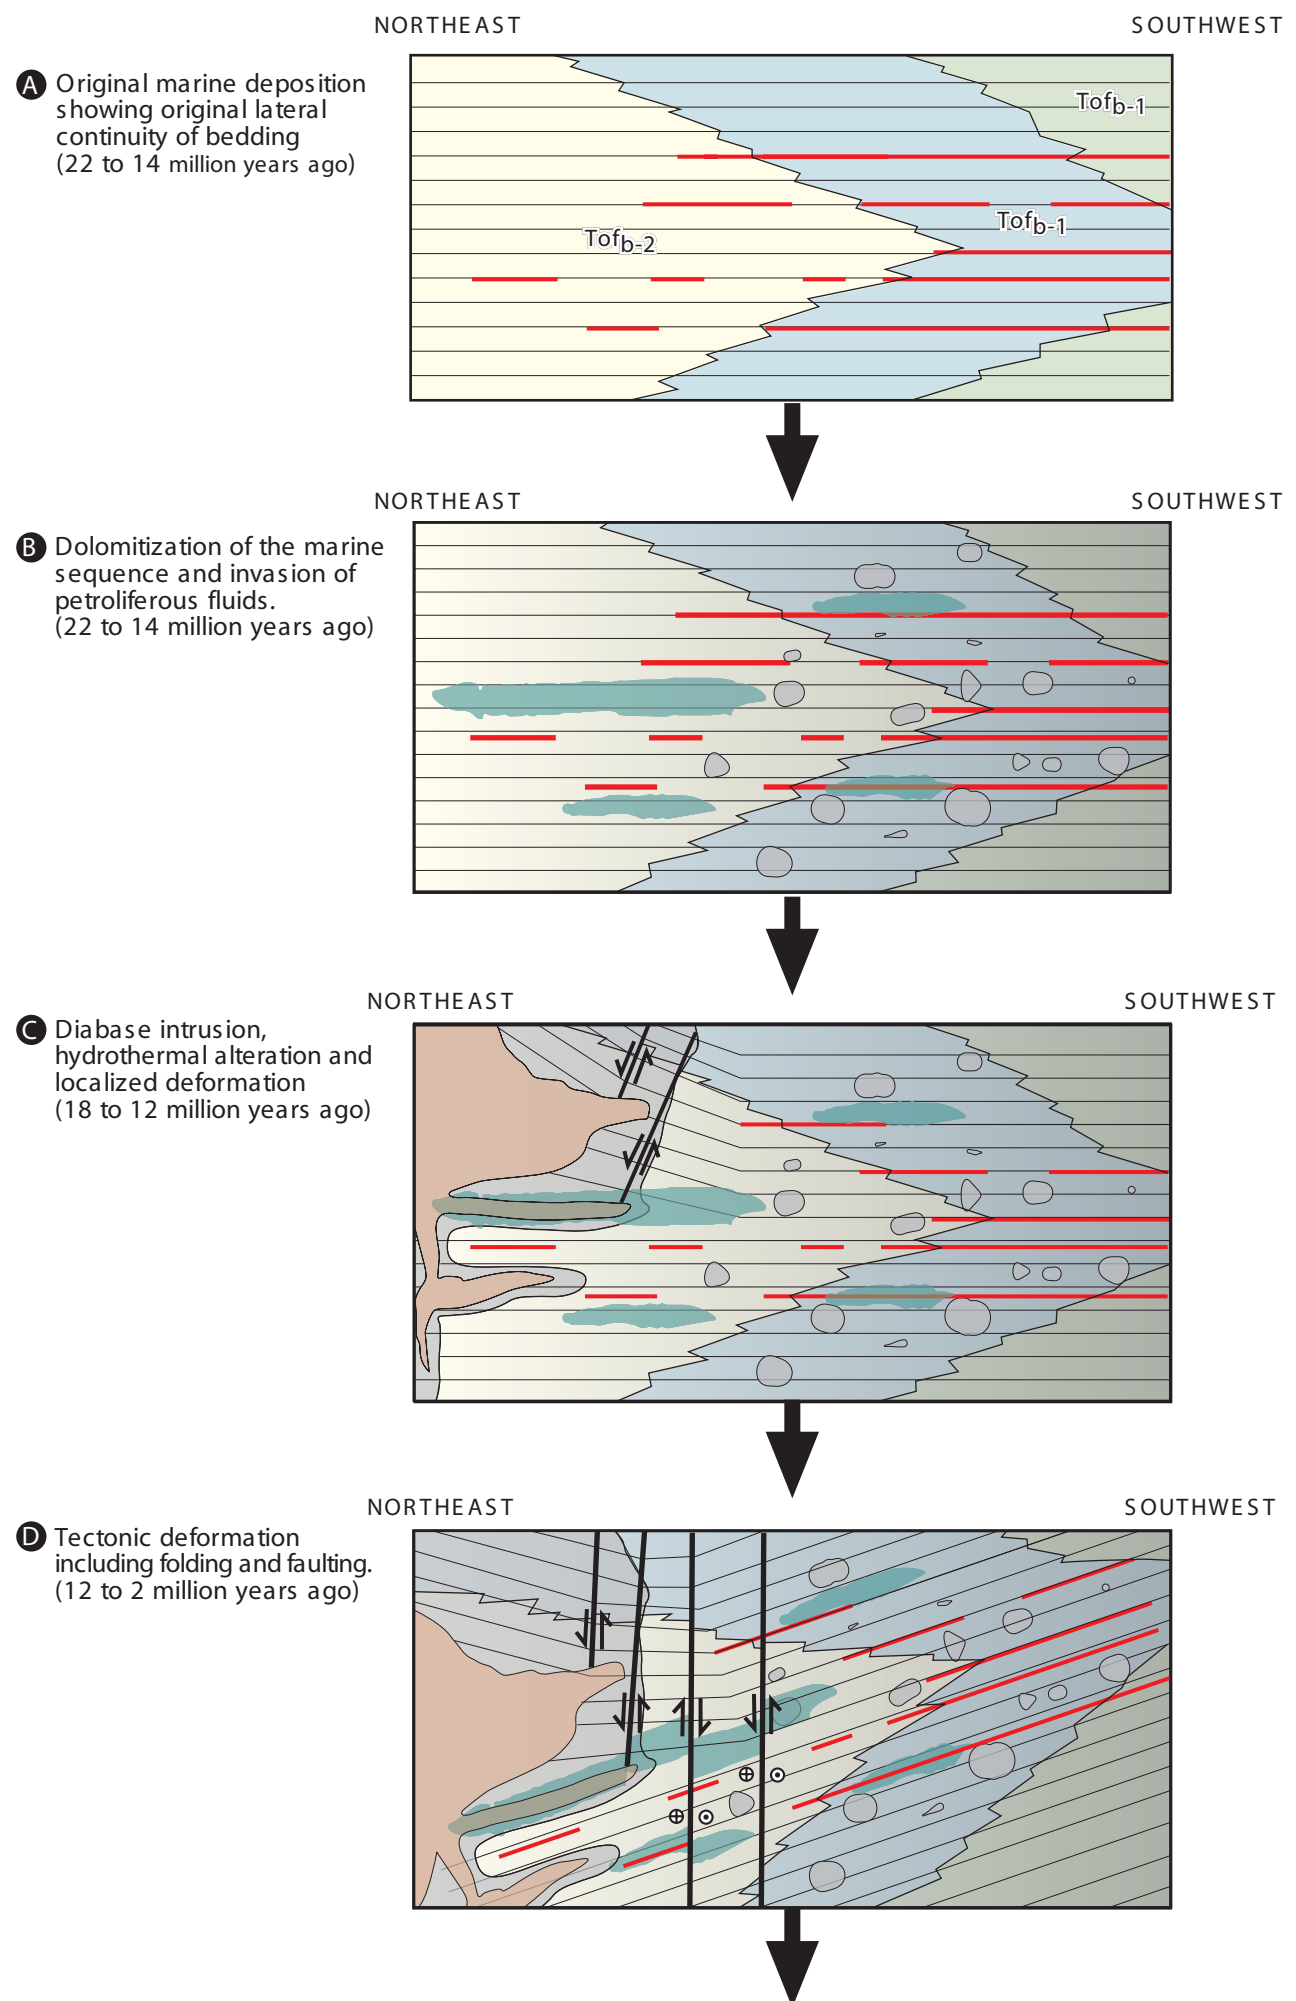 NORTHEAST SOUTHWEST
A Original marine deposition
showing original lateral
continuity of bedding
(22 to 14 million years ago)
Tofb-1
Tofb-1
Tofb-2
NORTHEAST SOUTHWEST
B Dolomitization of the marine
sequence and invasion of
petroliferous fluids.
(22 to 14 million years ago)
NORTHEAST SOUTHWEST
C Diabase intrusion,
hydrothermal alteration and
localized deformation
(18 to 12 million years ago)
NORTHEAST SOUTHWEST
D Tectonic deformation
including folding and faulting.
(12 to 2 million years ago)